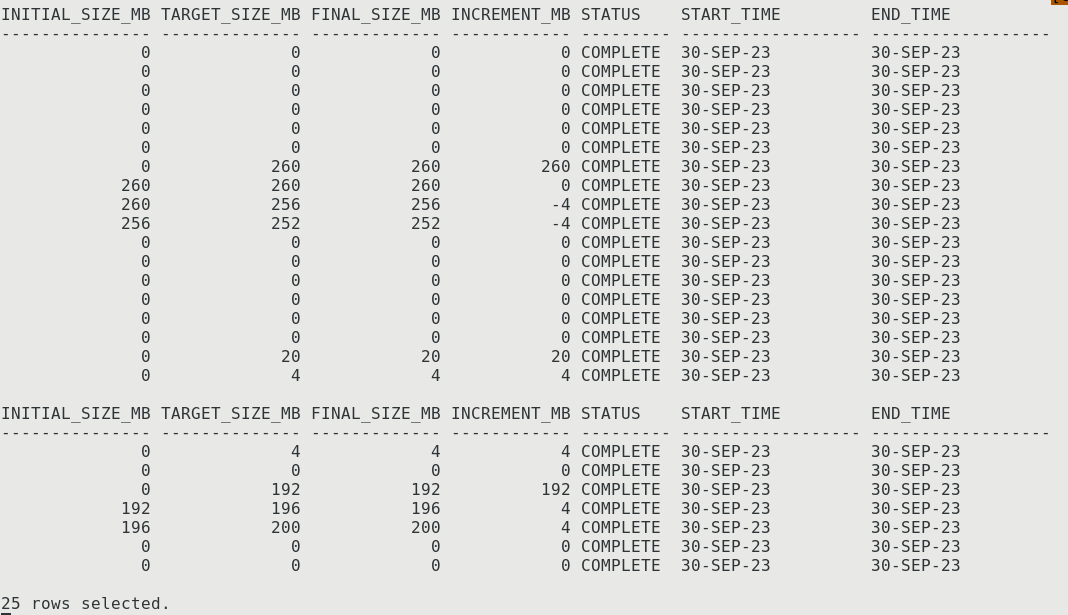 INITIAL_SIZE_MB TARGET_SIZE_MB FINAL_SIZE_MB INCREMENT_MB STATUS    START_TIME         END_TIME
--------------- -------------- ------------- ------------ --------- ------------------ ------------------
              0              0             0            0 COMPLETE  30-SEP-23          30-SEP-23
              0              0             0            0 COMPLETE  30-SEP-23          30-SEP-23
              0              0             0            0 COMPLETE  30-SEP-23          30-SEP-23
              0              0             0            0 COMPLETE  30-SEP-23          30-SEP-23
              0              0             0            0 COMPLETE  30-SEP-23          30-SEP-23
              0              0             0            0 COMPLETE  30-SEP-23          30-SEP-23
              0            260           260          260 COMPLETE  30-SEP-23          30-SEP-23
            260            260           260            0 COMPLETE  30-SEP-23          30-SEP-23
            260            256           256           -4 COMPLETE  30-SEP-23          30-SEP-23
            256            252           252           -4 COMPLETE  30-SEP-23          30-SEP-23
              0              0             0            0 COMPLETE  30-SEP-23          30-SEP-23
              0              0             0            0 COMPLETE  30-SEP-23          30-SEP-23
              0              0             0            0 COMPLETE  30-SEP-23          30-SEP-23
              0              0             0            0 COMPLETE  30-SEP-23          30-SEP-23
              0              0             0            0 COMPLETE  30-SEP-23          30-SEP-23
              0              0             0            0 COMPLETE  30-SEP-23          30-SEP-23
              0             20            20           20 COMPLETE  30-SEP-23          30-SEP-23
              0              4             4            4 COMPLETE  30-SEP-23          30-SEP-23
INITIAL_SIZE_MB TARGET_SIZE_MB FINAL_SIZE_MB INCREMENT_MB STATUS    START_TIME         END_TIME
--------------- -------------- ------------- ------------ --------- ------------------ ------------------
              0              4             4            4 COMPLETE  30-SEP-23          30-SEP-23
              0              0             0            0 COMPLETE  30-SEP-23          30-SEP-23
              0            192           192          192 COMPLETE  30-SEP-23          30-SEP-23
            192            196           196            4 COMPLETE  30-SEP-23          30-SEP-23
            196            200           200            4 COMPLETE  30-SEP-23          30-SEP-23
              0              0             0            0 COMPLETE  30-SEP-23          30-SEP-23
              0              0             0            0 COMPLETE  30-SEP-23          30-SEP-23
25 rows selected.